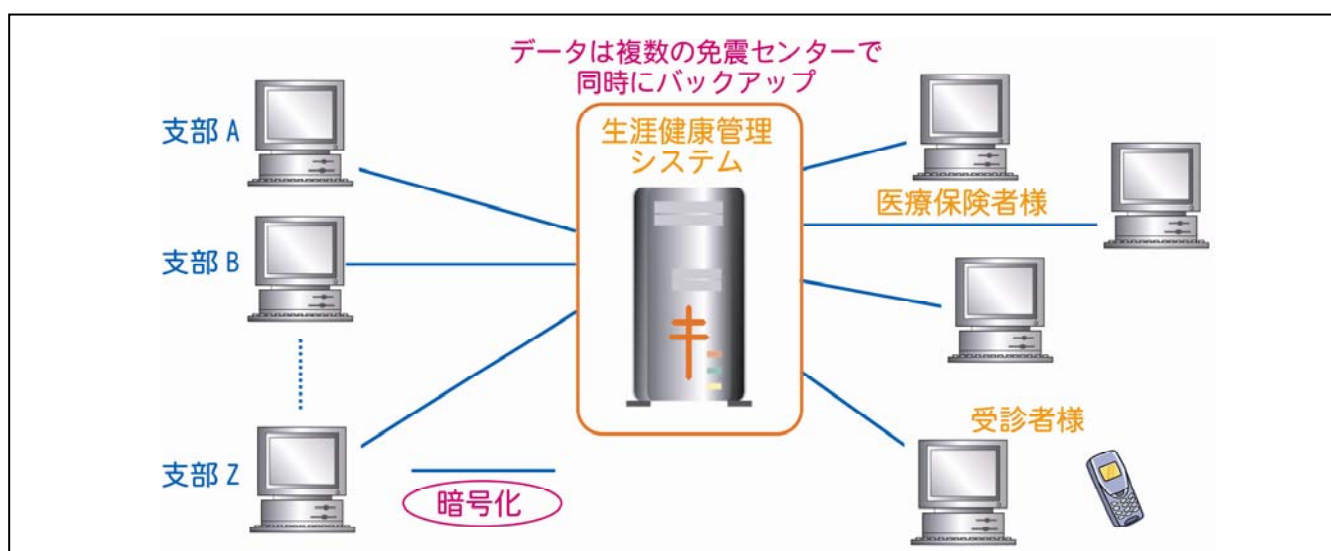 データは複数の免震センターで
同時にバックアップ
生涯健康管理
システム
支部 A
支部 B
支部 Z
暗号化
医療保険者様
受診者様